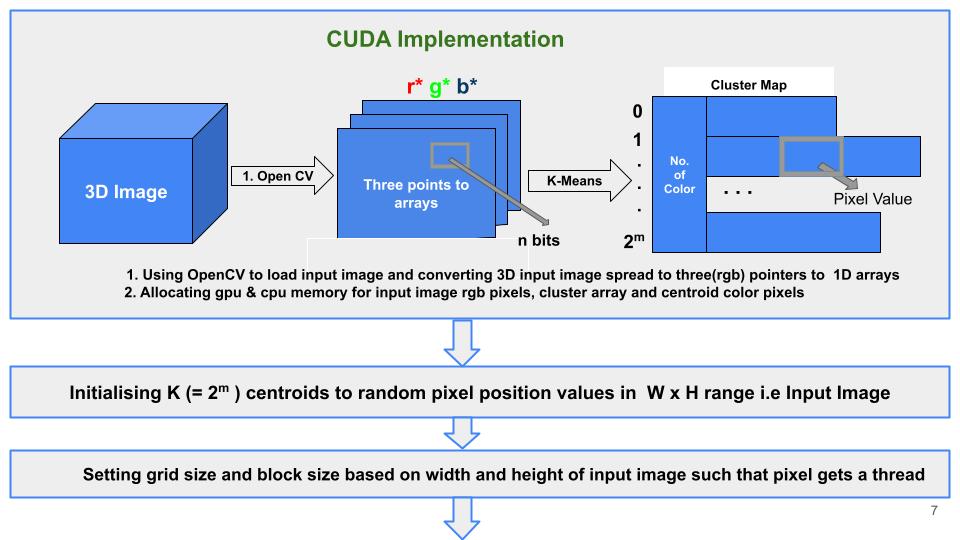 CUDA Implementation
r* g* b*
Cluster Map
3D Image
1. Open CV
Three points to
arrays
n bits
K-Means
0
1
.
.
.
2ᵐ
No.
of
Color
. . .
Pixel Value
1. Using OpenCV to load input image and converting 3D input image spread to three(rgb) pointers to 1D arrays
2. Allocating gpu & cpu memory for input image rgb pixels, cluster array and centroid color pixels
Initialising K (= 2ᵐ ) centroids to random pixel position values in W x H range i.e Input Image
Setting grid size and block size based on width and height of input image such that pixel gets a thread
7